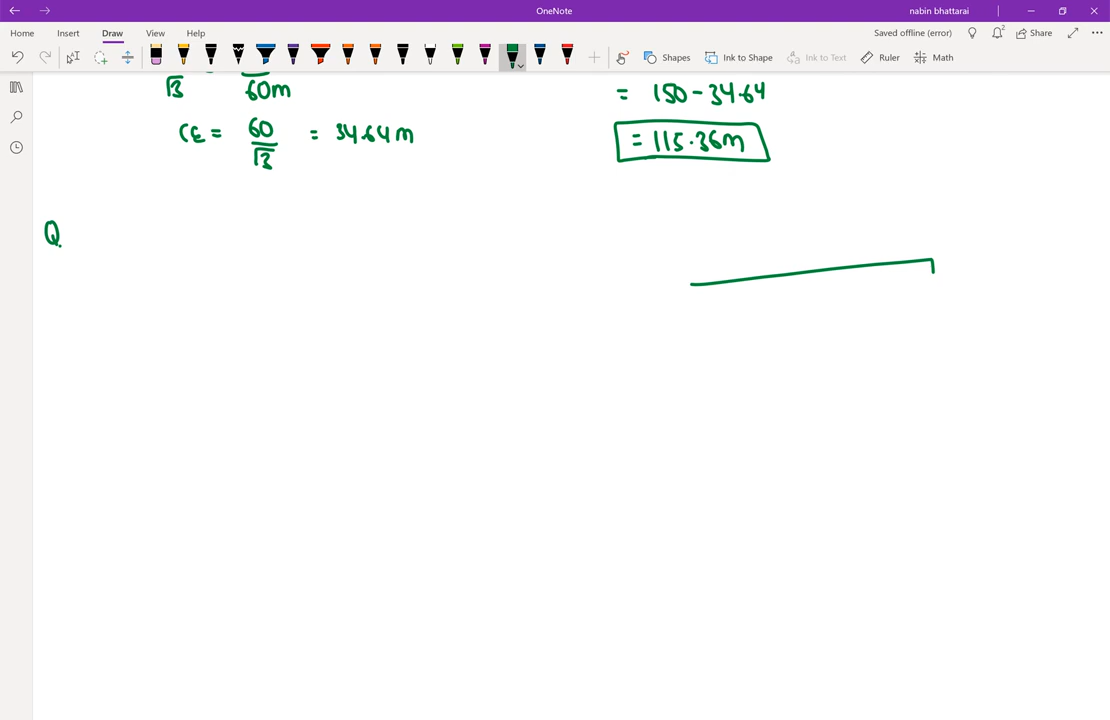 OneNote
nabin bhattarai
Home Insert Draw View Help
Saved offline (error)
2
Share
Shapes
Ink to Shape
Ink to Text
Ruler
Math
√3 60m
= 150 - 34.64
CE = 60/√3 = 34.64 m
= 115.36m
Q.